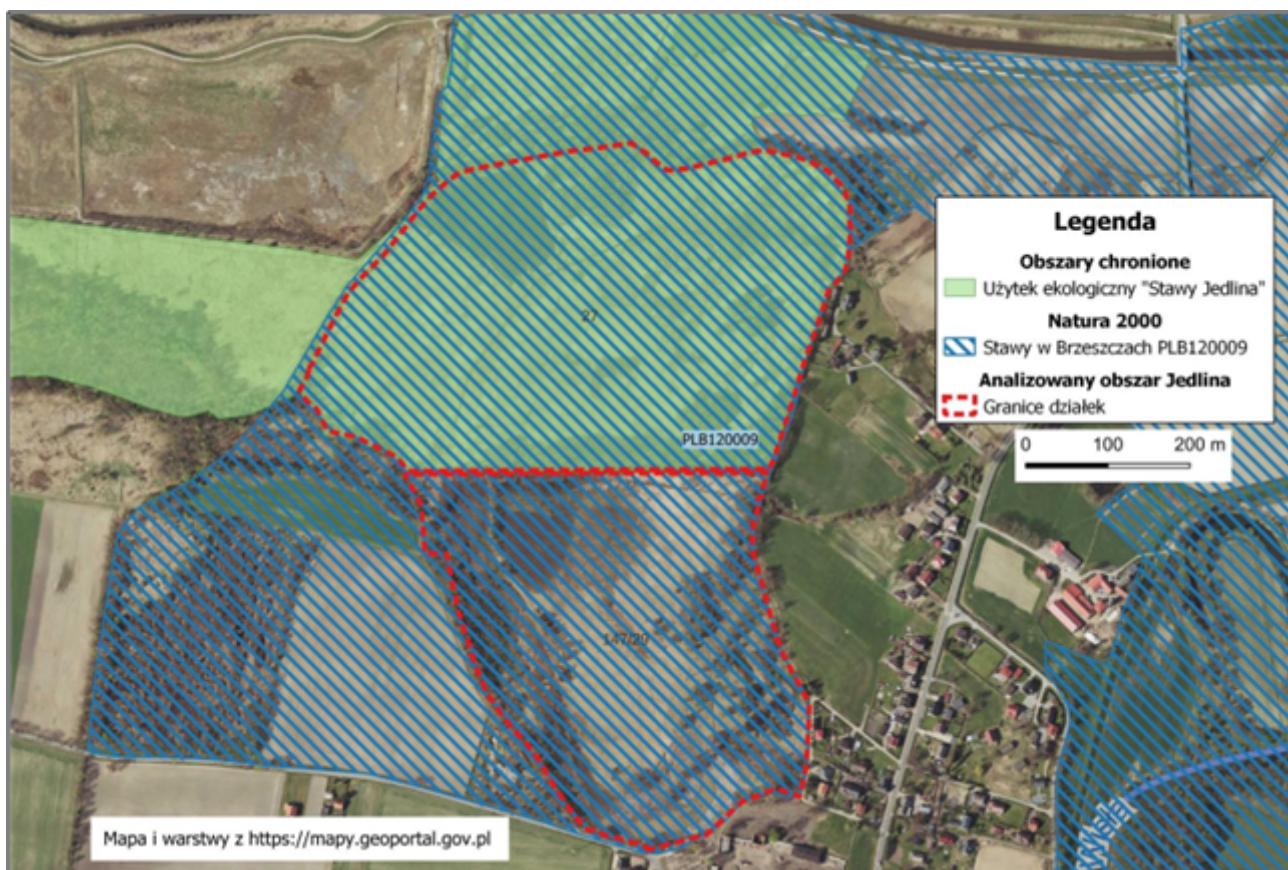 27
Legenda
Obszary chronione
Użytek ekologiczny "Stawy Jedlina"
Natura 2000
Stawy w Brzeszczach PLB120009
Analizowany obszar Jedlina
Granice działek
PLB120009
0 100 200 m
147/20
Mapa i warstwy z https://mapy.geoportal.gov.pl